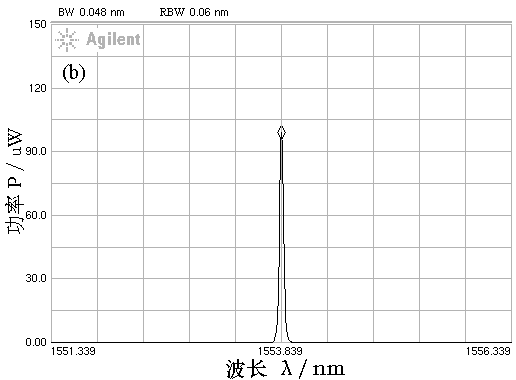 BW 0.048 nm RBW 0.06 nm
150
Agilent
(b)
120
90.0
60.0
30.0
0.00
功率 P / uW
1551.339 1553.839 1556.339
波长 λ / nm